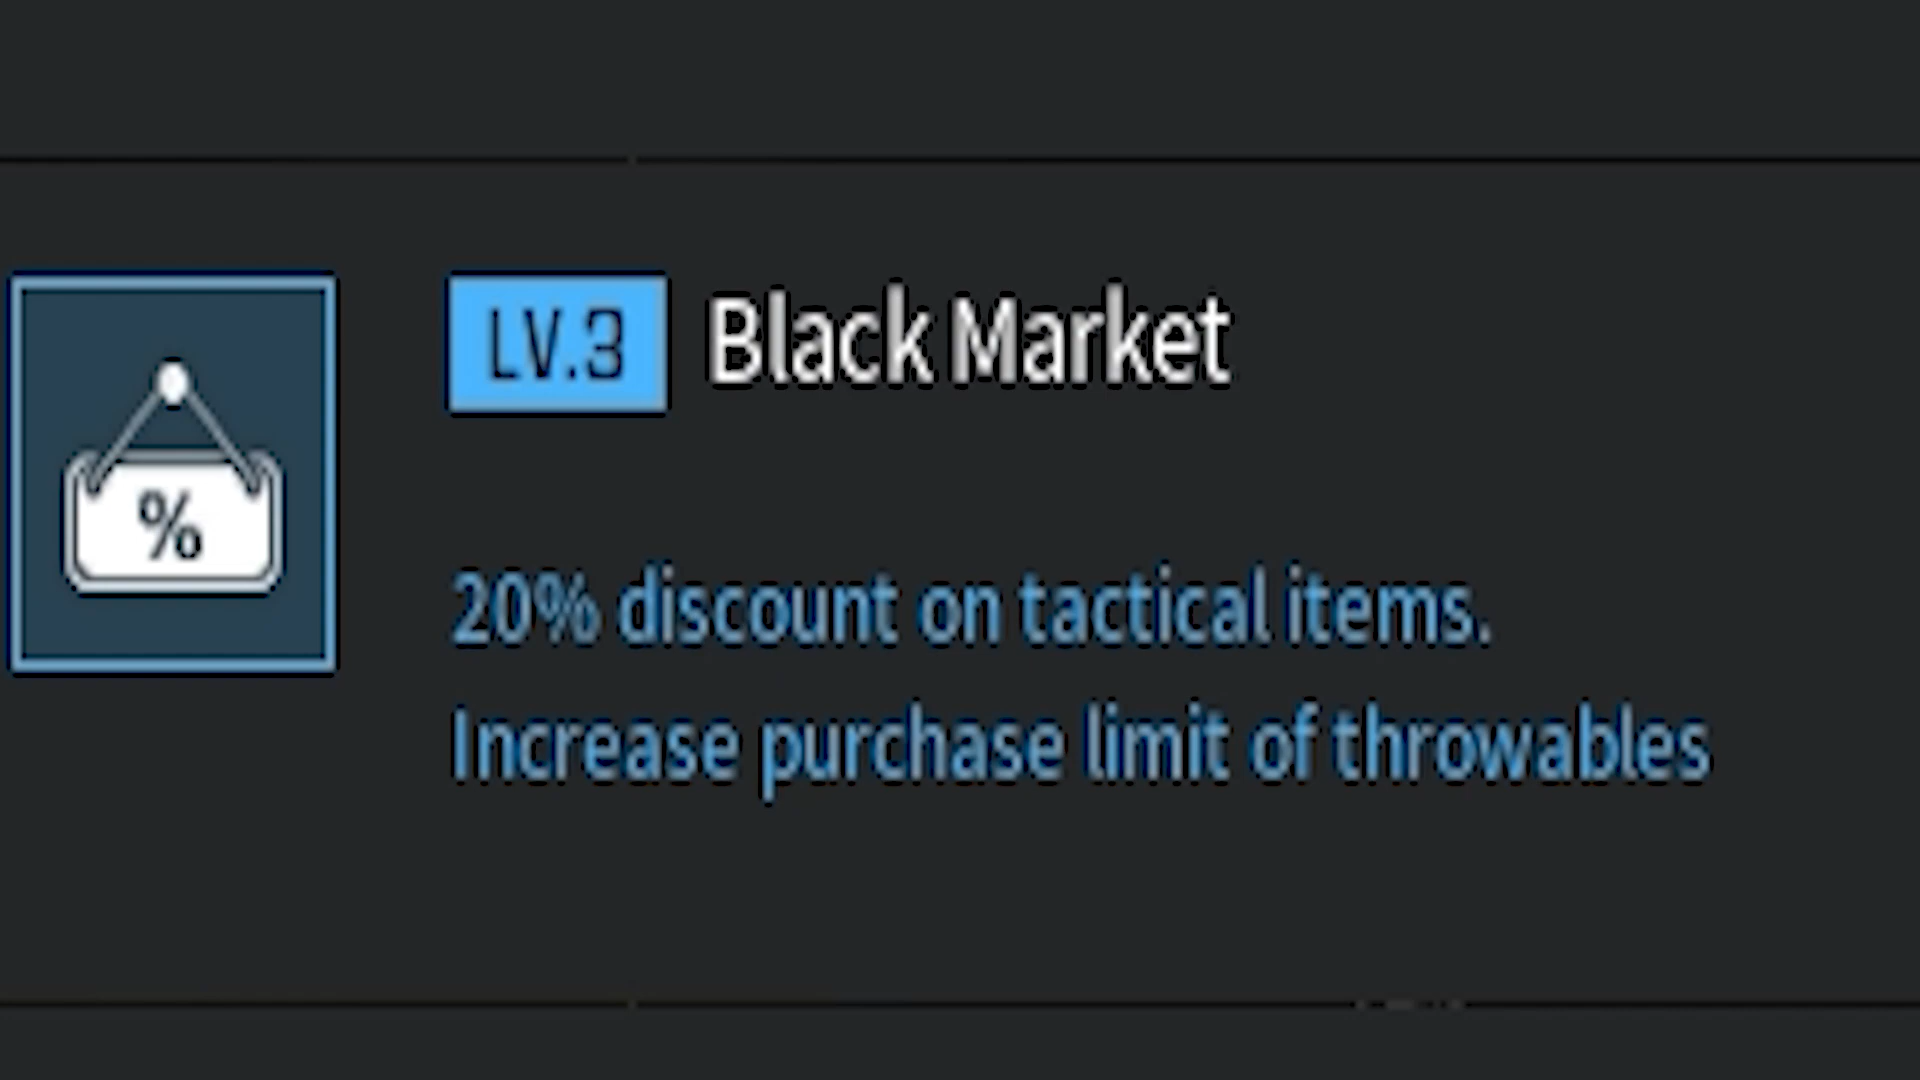 LV.3 Black Market
%
20% discount on tactical items.
Increase purchase limit of throwables